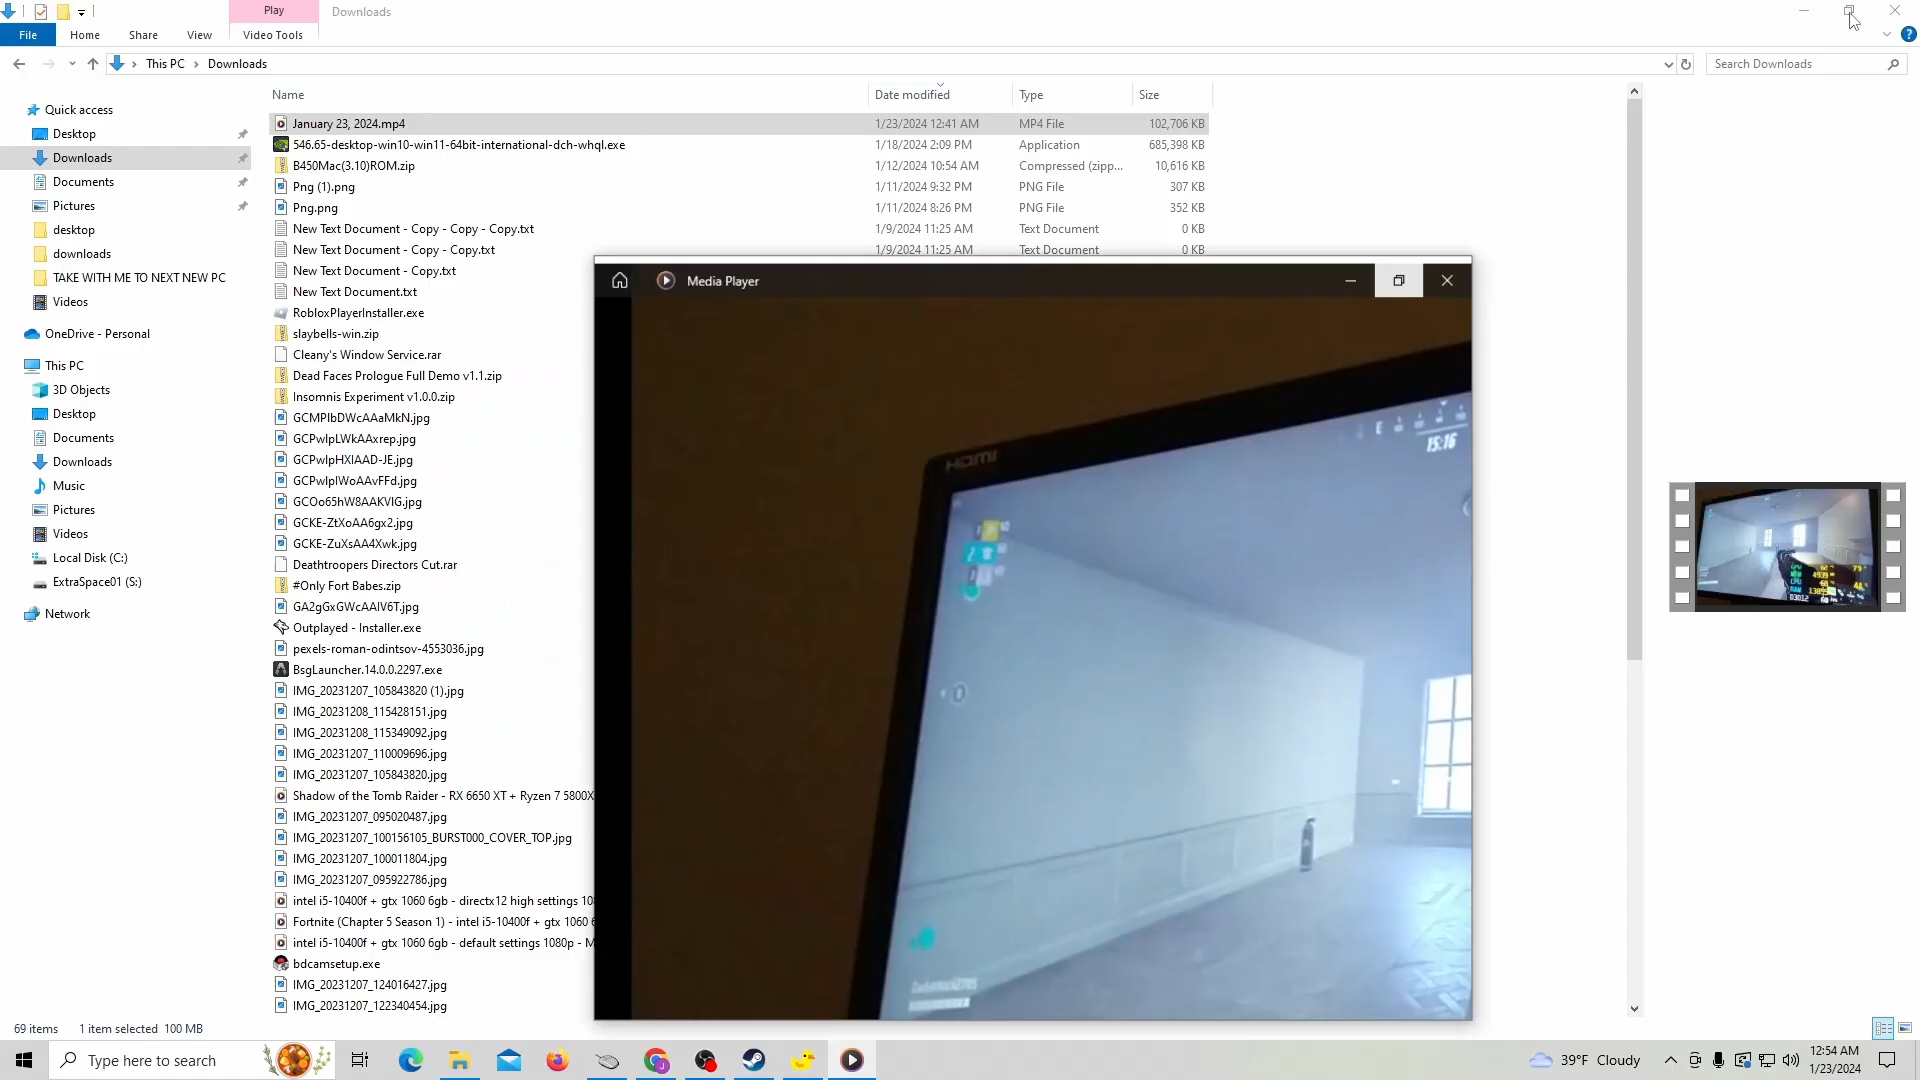 Play
Downloads
File
Home
Share
View
Video Tools
This PC
Downloads
Search Downloads
Name
Date modified
Type
Size
Quick access
Desktop
Downloads
Documents
Pictures
desktop
downloads
TAKE WITH ME TO NEXT NEW PC
Videos
OneDrive - Personal
This PC
3D Objects
Desktop
Documents
Downloads
Music
Pictures
Videos
Local Disk (C:)
ExtraSpace01 (S:)
Network
January 23, 2024.mp4 1/23/2024 12:41 AM MP4 File 102,706 KB
546.65-desktop-win10-win11-64bit-international-dch-whql.exe 1/18/2024 2:09 PM Application 685,398 KB
B450Mac(3.10)ROM.zip 1/12/2024 10:54 AM Compressed (zipp... 10,616 KB
Png (1).png 1/11/2024 9:32 PM PNG File 307 KB
Png.png 1/11/2024 8:26 PM PNG File 352 KB
New Text Document - Copy - Copy - Copy.txt 1/9/2024 11:25 AM Text Document 0 KB
New Text Document - Copy - Copy.txt 1/9/2024 11:25 AM Text Document 0 KB
New Text Document - Copy.txt
New Text Document.txt
RobloxPlayerInstaller.exe
slaybells-win.zip
Cleany's Window Service.rar
Dead Faces Prologue Full Demo v1.1.zip
Insomnis Experiment v1.0.0.zip
GCMPIbDWcAAaMkN.jpg
GCPwIpLWkAAxrep.jpg
GCPwIpHXIAAD-JE.jpg
GCPwIpIWoAAvFFd.jpg
GCOo65hW8AAKVIG.jpg
GCKE-ZtXoAA6gx2.jpg
GCKE-ZuXsAA4Xwk.jpg
Deathtroopers Directors Cut.rar
#Only Fort Babes.zip
GA2gGxGWcAAlV6T.jpg
Outplayed - Installer.exe
pexels-roman-odintsov-4553036.jpg
BsgLauncher.14.0.0.2297.exe
IMG_20231207_105843820 (1).jpg
IMG_20231208_115428151.jpg
IMG_20231208_115349092.jpg
IMG_20231207_110009696.jpg
IMG_20231207_105843820.jpg
Shadow of the Tomb Raider - RX 6650 XT + Ryzen 7 5800X
IMG_20231207_095020487.jpg
IMG_20231207_100156105_BURST000_COVER_TOP.jpg
IMG_20231207_100011804.jpg
IMG_20231207_095922786.jpg
intel i5-10400f + gtx 1060 6gb - directx12 high settings 10
Fortnite (Chapter 5 Season 1) - intel i5-10400f + gtx 1060 6
intel i5-10400f + gtx 1060 6gb - default settings 1080p - M
bdcamsetup.exe
IMG_20231207_124016427.jpg
IMG_20231207_122340454.jpg
Media Player
HDMI
E
15:16
69 items
1 item selected 100 MB
Type here to search
39°F Cloudy
12:54 AM
1/23/2024